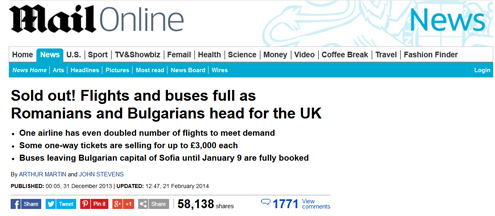 Mail Online News
Home News U.S. Sport TV&Showbiz Femail Health Science Money Video Coffee Break Travel Fashion Finder
News Home Arts Headlines Pictures Most read News Board Wires Login
Sold out! Flights and buses full as
Romanians and Bulgarians head for the UK
• One airline has even doubled number of flights to meet demand
• Some one-way tickets are selling for up to £3,000 each
• Buses leaving Bulgarian capital of Sofia until January 9 are fully booked
By ARTHUR MARTIN and JOHN STEVENS
PUBLISHED: 00:05, 31 December 2013 | UPDATED: 12:47, 21 February 2014
Share Tweet Pin it +1 Share 58,138 shares 1771 View
comments